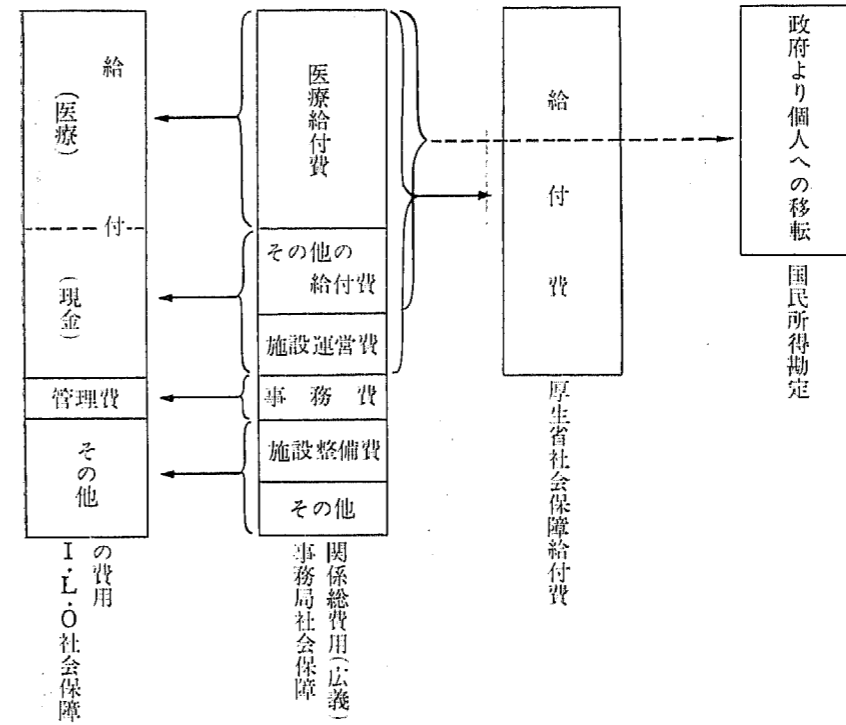 政府より個人への移転
国民所得勘定
給付費
厚生省社会保障給付費
医療給付費
その他の
給付費
施設運営費
事務費
施設整備費
その他
関係総費用(広義)
事務局社会保障
給付
(医療)
(現金)
管理費
その他
の費用
I・L・O社会保障